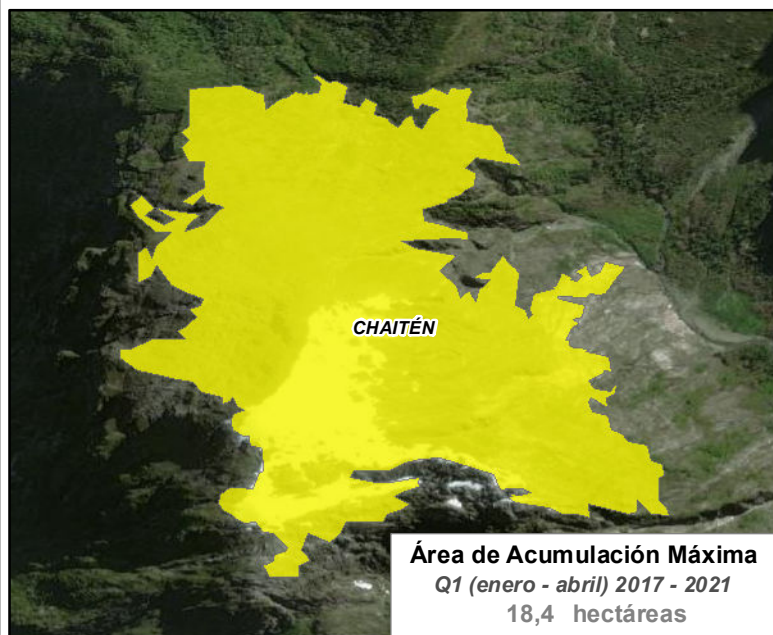 CHAITÉN
Área de Acumulación Máxima
Q1 (enero - abril) 2017 - 2021
18,4 hectáreas